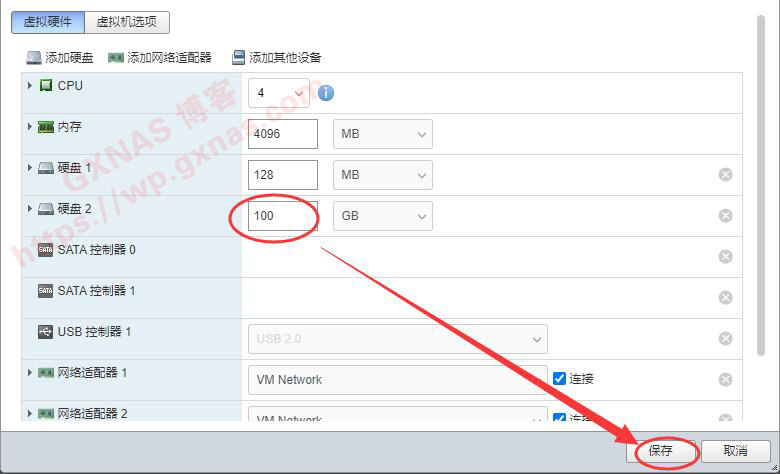 虚拟硬件 虚拟机选项
添加硬盘 添加网络适配器 添加其他设备
CPU 4
内存 4096 MB
硬盘 1 128 MB
硬盘 2 100 GB
SATA SATA 控制器 0
SATA SATA 控制器 1
USB 控制器 1 USB 2.0
网络适配器 1 VM Network 连接
网络适配器 2 VM Network 连接
保存 取消
GXNAS 博客
https://wp.gxnas.com